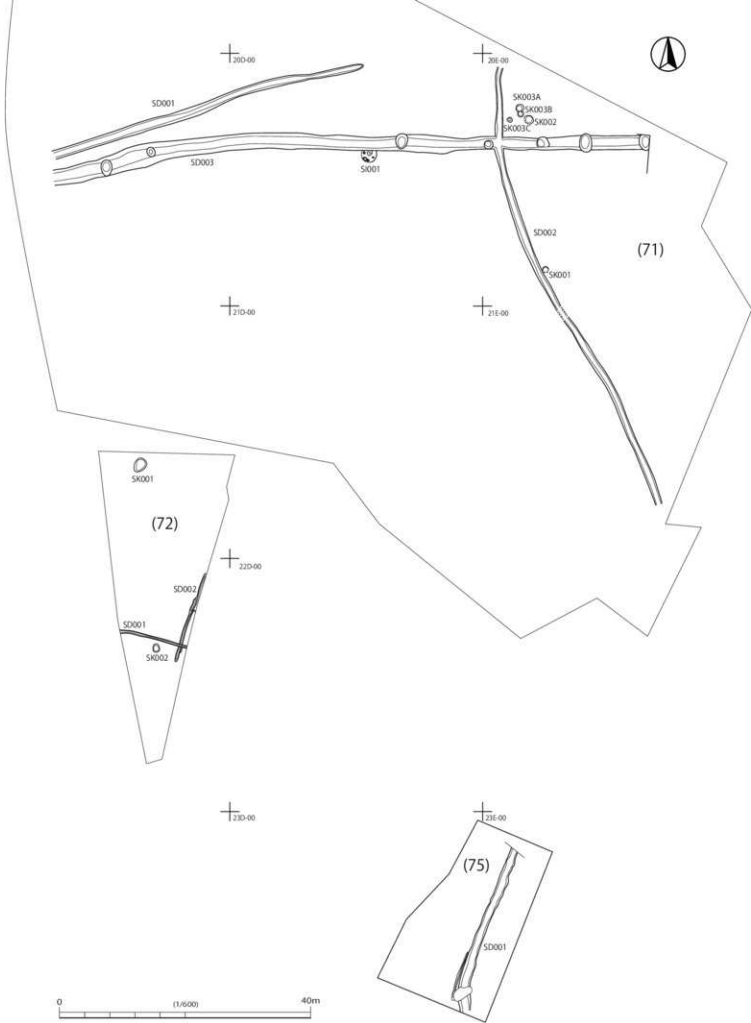 20D-00
20E-00
SD001
SK003A
SK003B
SK002
SK003C
SD003
SI001
SD002
(71)
SK001
21D-00
21E-00
SK001
(72)
22D-00
SD002
SD001
SK002
23D-00
23E-00
(75)
SD001
0
(1/600)
40m